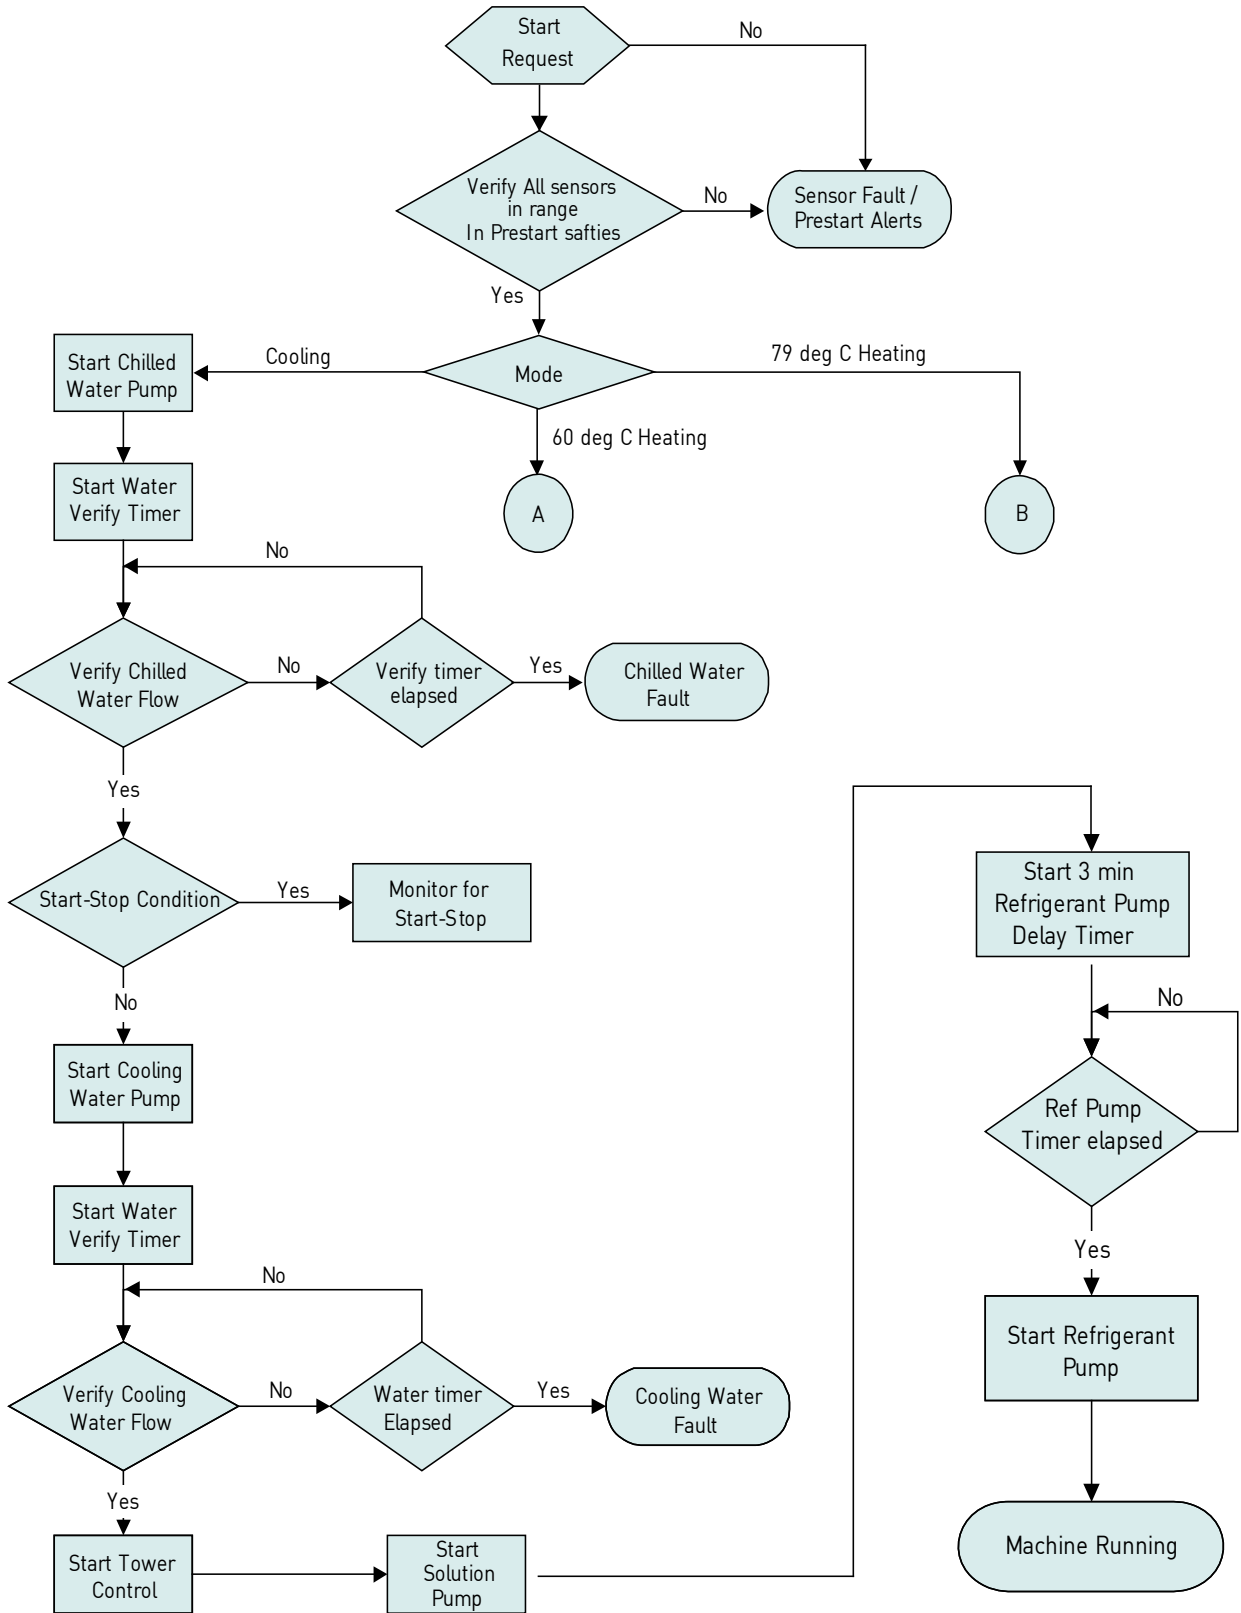 Start
Request
No
Verify All sensors
in range
In Prestart safties
No
Sensor Fault /
Prestart Alerts
Yes
Mode
Cooling
79 deg C Heating
60 deg C Heating
Start Chilled
Water Pump
A
B
Start Water
Verify Timer
No
Verify Chilled
Water Flow
No
Verify timer
elapsed
Yes
Chilled Water
Fault
Yes
Start-Stop Condition
Yes
Monitor for
Start-Stop
No
Start Cooling
Water Pump
Start Water
Verify Timer
No
Verify Cooling
Water Flow
No
Water timer
Elapsed
Yes
Cooling Water
Fault
Yes
Start Tower
Control
Start
Solution
Pump
Start 3 min
Refrigerant Pump
Delay Timer
No
Ref Pump
Timer elapsed
Yes
Start Refrigerant
Pump
Machine Running